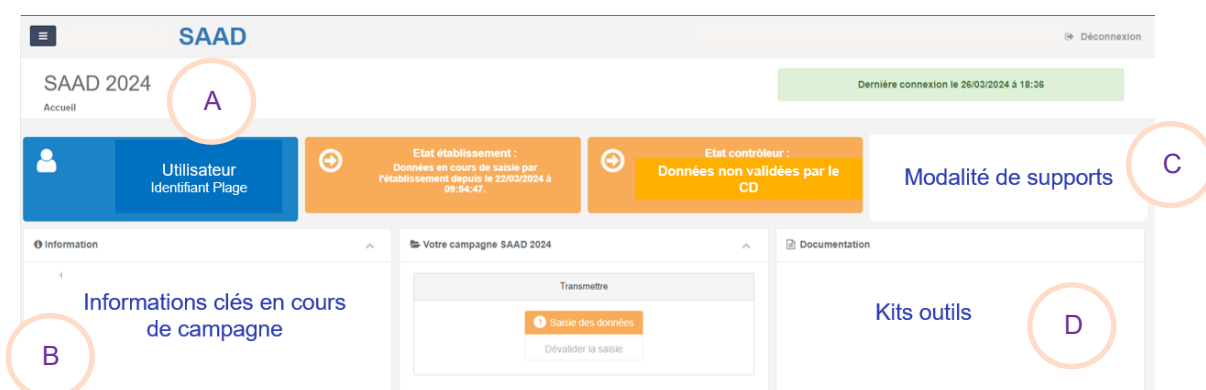 SAAD
Déconnexion
SAAD 2024
Accueil
A
Dernière connexion le 26/03/2024 à 18:36
Utilisateur
Identifiant Plage
Etat établissement :
Données en cours de saisie par
l'établissement depuis le 22/03/2024 à
09:54:47.
Etat contrôleur :
Données non validées par le
CD
Modalité de supports
C
Information
Informations clés en cours
de campagne
B
Votre campagne SAAD 2024
Transmettre
1 Saisie des données
Dévalider la saisie
Documentation
Kits outils
D